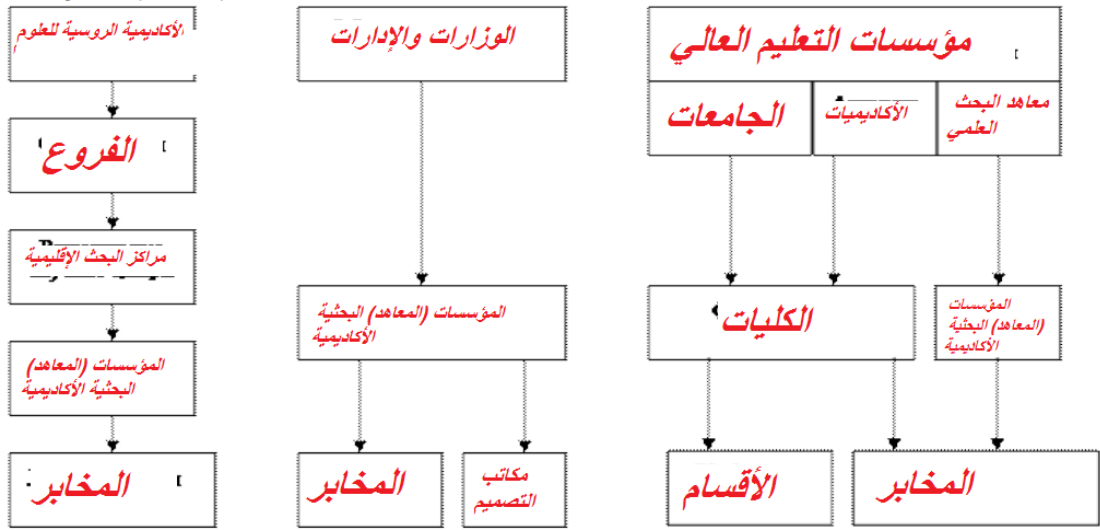 مؤسسات التعليم العالي
معاهد البحث
العلمي
الأكاديميات
الجامعات
الكليات
المؤسسات
(المعاهد) البحثية
الأكاديمية
المخابر
الأقسام
الوزارات والإدارات
المؤسسات (المعاهد) البحثية
الأكاديمية
مكاتب
التصميم
المخابر
الأكاديمية الروسية للعلوم
الفروع
مراكز البحث الإقليمية
المؤسسات (المعاهد)
البحثية الأكاديمية
المخابر